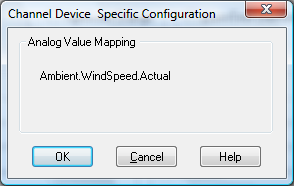 Channel Device  Specific Configuration
Analog Value Mapping
Ambient.WindSpeed.Actual
OK Cancel Help